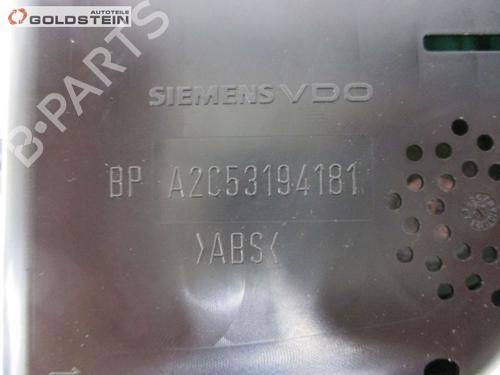 AUTOTEILE
GOLDSTEIN
B-PARTS
SIEMENS VDO
BP A2C53194181
>ABS<